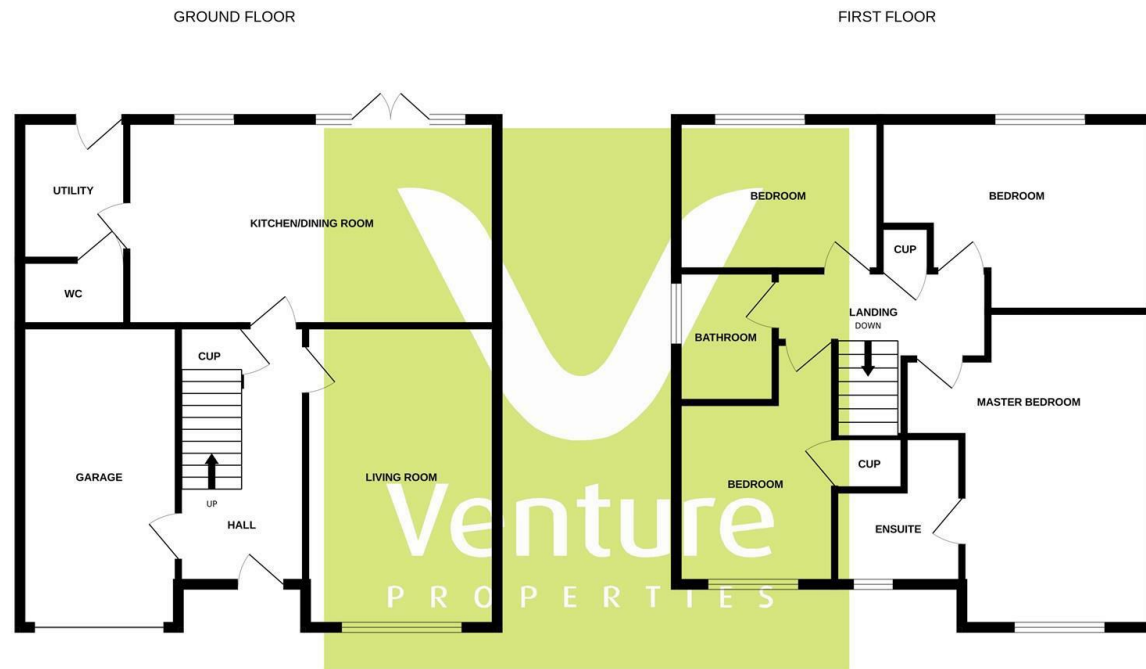 GROUND FLOOR
FIRST FLOOR
UTILITY
KITCHEN/DINING ROOM
WC
CUP
GARAGE
LIVING ROOM
UP
HALL
BEDROOM
BEDROOM
CUP
LANDING
DOWN
BATHROOM
MASTER BEDROOM
CUP
BEDROOM
ENSUITE
Venture
PROPERTIES